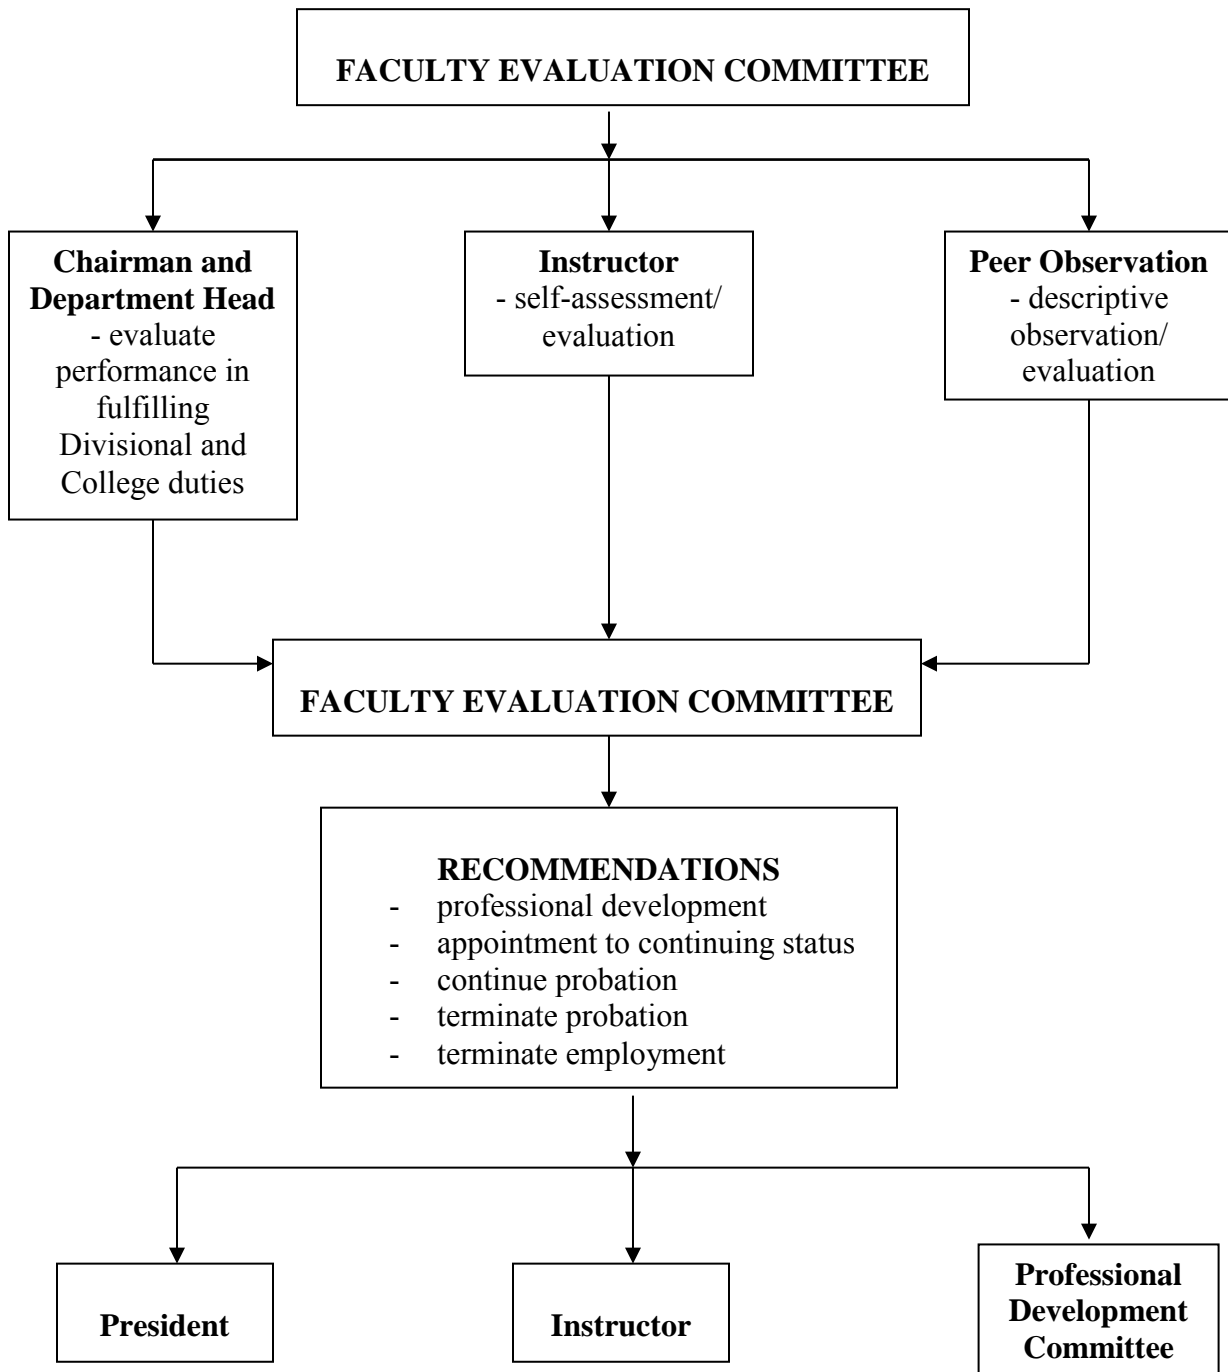 FACULTY EVALUATION COMMITTEE
Chairman and
Department Head
- evaluate
performance in
fulfilling
Divisional and
College duties
Instructor
- self-assessment/
evaluation
Peer Observation
- descriptive
observation/
evaluation
FACULTY EVALUATION COMMITTEE
RECOMMENDATIONS
- professional development
- appointment to continuing status
- continue probation
- terminate probation
- terminate employment
President
Instructor
Professional
Development
Committee